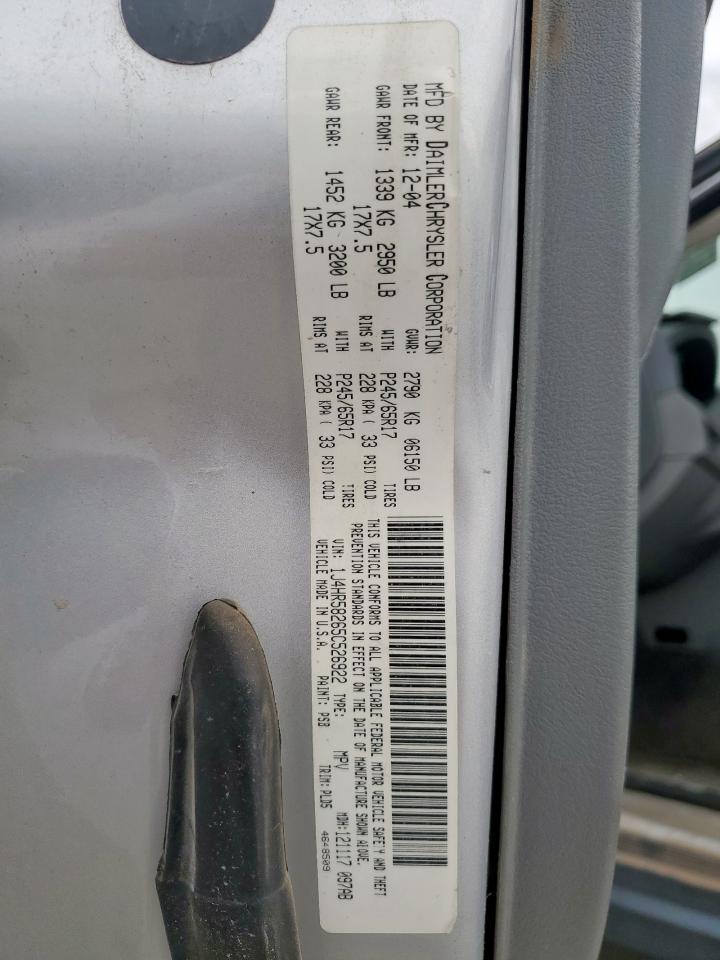 MFD BY DAIMLERCHRYSLER CORPORATION
DATE OF MFR: 12-04 GVWR: 2790 KG 06150 LB
GAWR FRONT: 1339 KG 2950 LB WITH P245/65R17 TIRES
17X7.5 RIMS AT 228 KPA ( 33 PSI) COLD
GAWR REAR: 1452 KG 3200 LB WITH P245/65R17 TIRES
17X7.5 RIMS AT 228 KPA ( 33 PSI) COLD
THIS VEHICLE CONFORMS TO ALL APPLICABLE FEDERAL MOTOR VEHICLE SAFETY AND THEFT
PREVENTION STANDARDS IN EFFECT ON THE DATE OF MANUFACTURE SHOWN ABOVE.
VIN: 1J4HR58265C526922 TYPE: MPV MDH:121117 097AB
VEHICLE MADE IN U.S.A. PAINT: PSB TRIM:PLD5
4648509